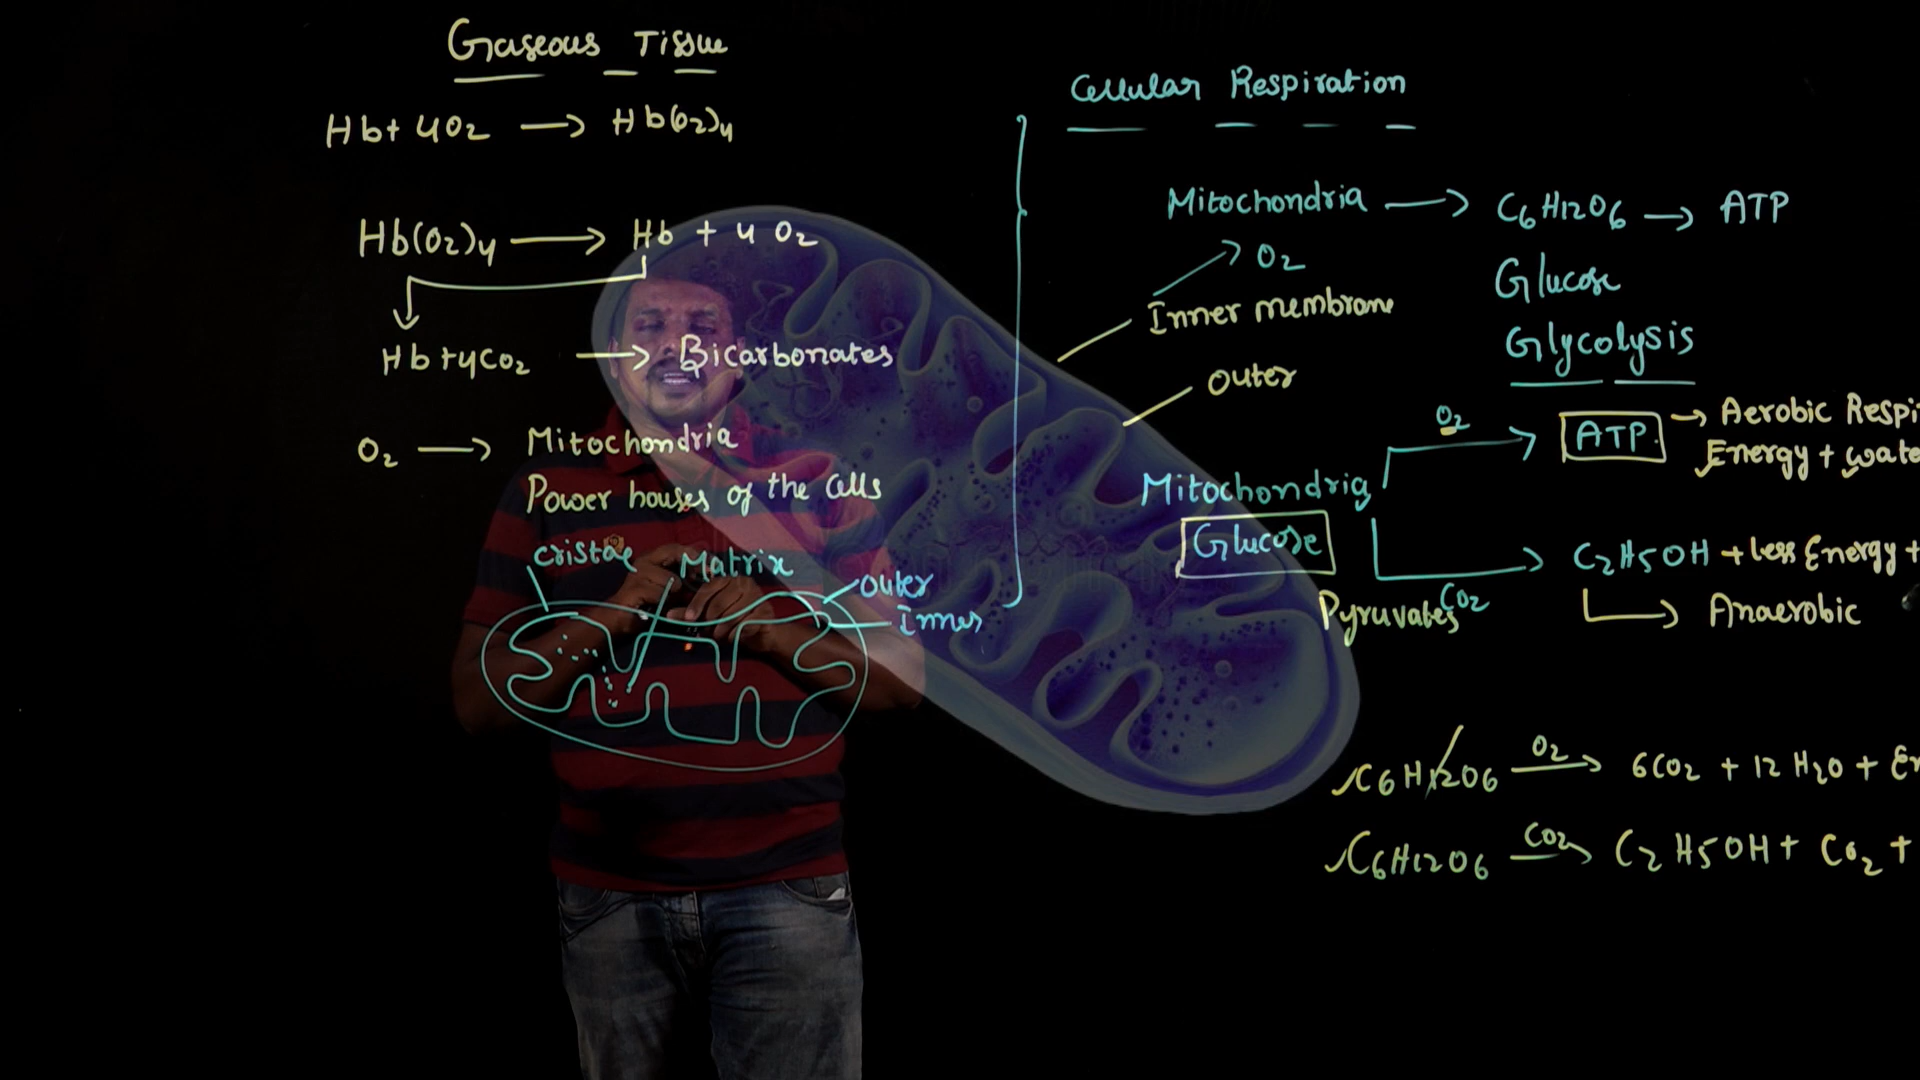 Gaseous Tissue
Hb + 4O2 → Hb(O2)4
Hb(O2)4 → Hb + 4 O2
Hb + 4CO2 → Bicarbonates
O2 → Mitochondria
Power houses of the cells
Cristae Matrix
outer
Inner
Cellular Respiration
Mitochondria → C6H12O6 → ATP
O2
Glucose
Inner membrane
Glycolysis
outer
O2
ATP → Aerobic Respi
Energy + wate
Mitochondria
Glucose
C2H5OH + less Energy +
Pyruvates CO2
Anaerobic
C6H12O6 O2 → 6CO2 + 12 H2O + En
C6H12O6 CO2 → C2H5OH + CO2 +